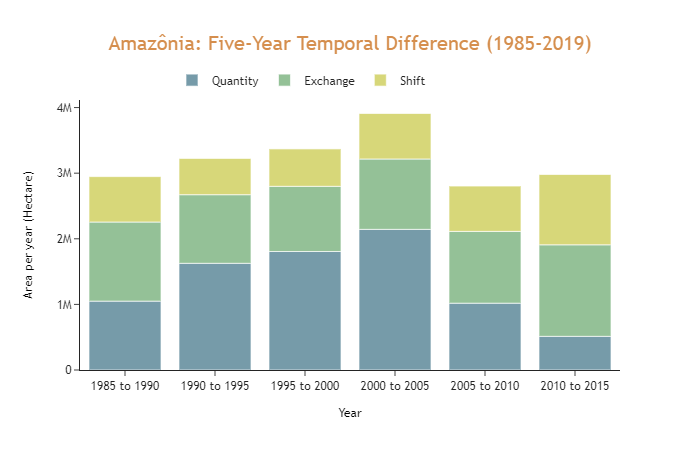 Amazônia: Five-Year Temporal Difference (1985-2019)
Quantity Exchange Shift
4M
3M
2M
1M
0
Area per year (Hectare)
1985 to 1990 1990 to 1995 1995 to 2000 2000 to 2005 2005 to 2010 2010 to 2015
Year